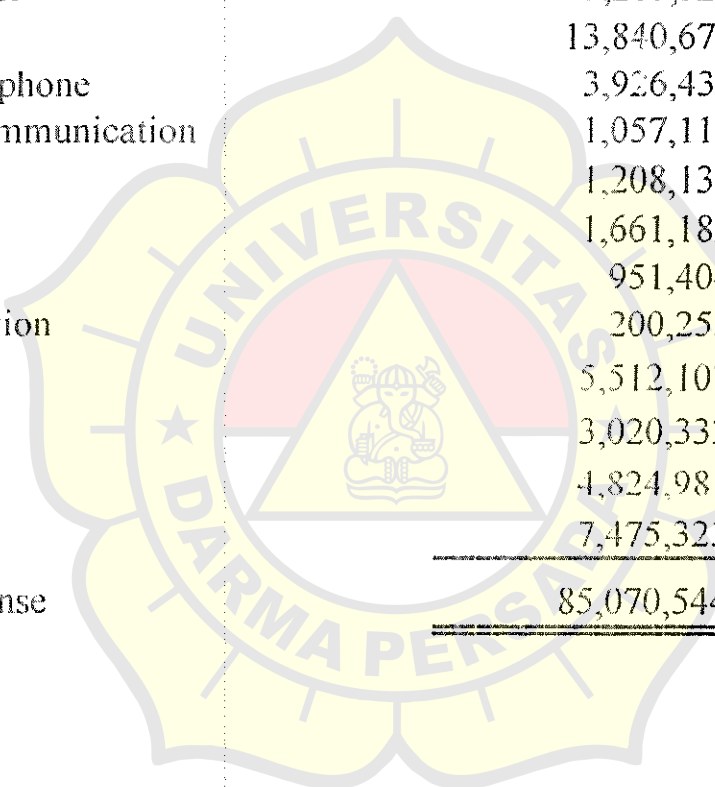 13,840,67
phone 3,926,43
mmunication 1,057,11
1,208,13
1,661,18
951,40
ion 200,25
5,512,10
3,020,33
4,824,98
7,475,323
nse 85,070,544
UNIVERSITAS
DARMA PERSADA